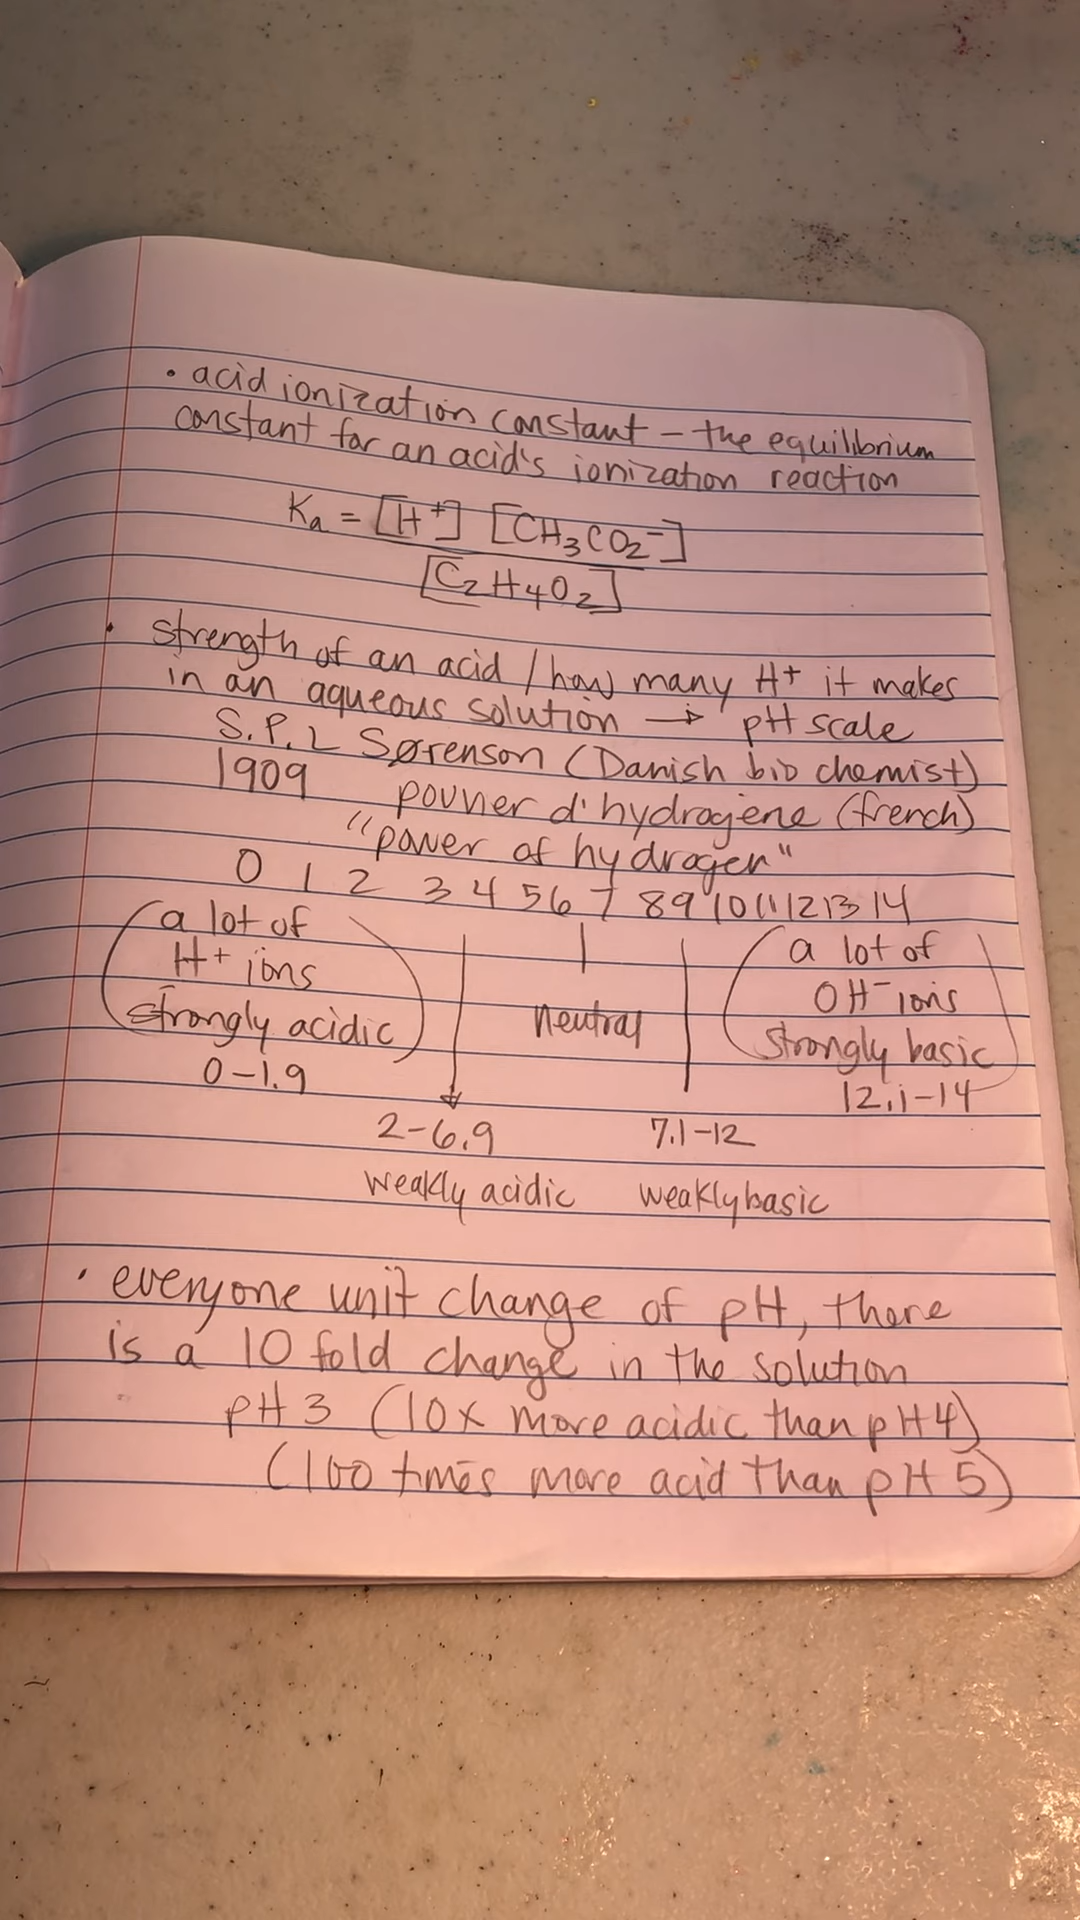 • acid ionization constant – the equilibrium
constant for an acid's ionization reaction
Ka = [H⁺] [CH₃CO₂⁻]
[C₂H₄O₂]
• strength of an acid / how many H⁺ it makes
in an aqueous solution → pH scale
S.P.L Sørenson (Danish bio chemist)
1909 pouner d'hydrogène (french)
"power of hydrogen"
0 1 2 3 4 5 6 7 8 9 10 11 12 13 14
a lot of
H⁺ ions
strongly acidic
0–1.9
neutral
a lot of
OH⁻ ions
strongly basic
12.1–14
2–6.9
weakly acidic
7.1–12
weakly basic
• everyone unit change of pH, there
is a 10 fold change in the solution
pH 3 (10x more acidic than pH 4)
(100 times more acid than pH 5)